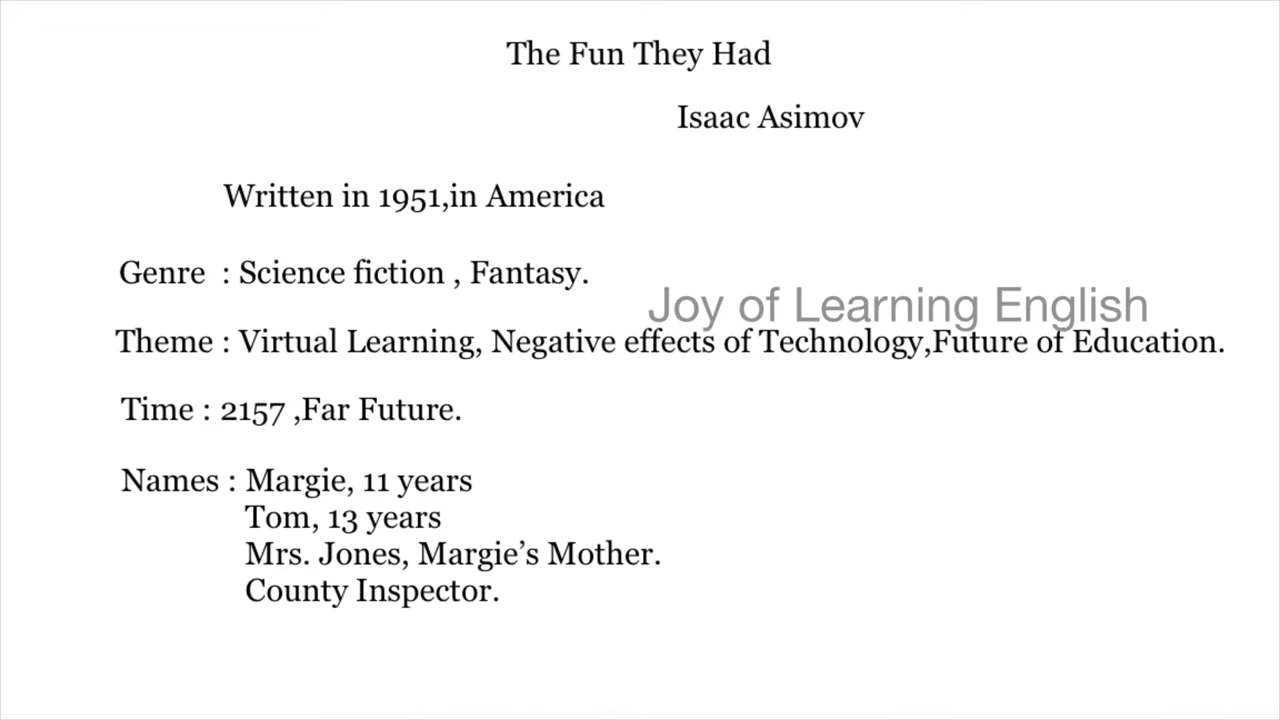 The Fun They Had
Isaac Asimov
Written in 1951,in America
Genre : Science fiction , Fantasy.
Joy of Learning English
Theme : Virtual Learning, Negative effects of Technology,Future of Education.
Time : 2157 ,Far Future.
Names : Margie, 11 years
Tom, 13 years
Mrs. Jones, Margie’s Mother.
County Inspector.